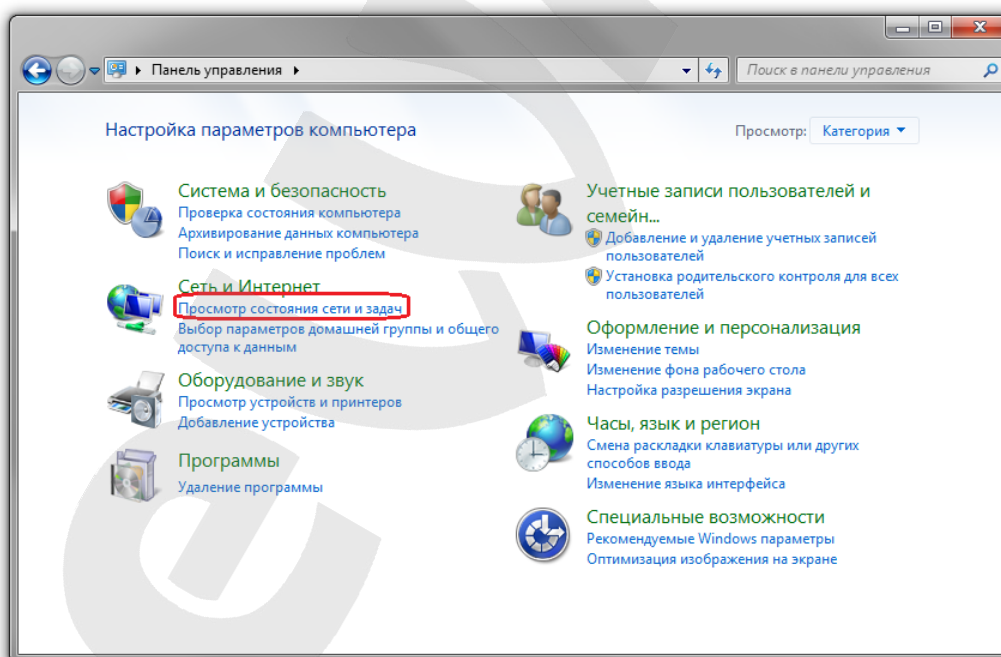 Панель управления
Поиск в панели управления
Настройка параметров компьютера
Просмотр: Категория
Система и безопасность
Проверка состояния компьютера
Архивирование данных компьютера
Поиск и исправление проблем
Сеть и Интернет
Просмотр состояния сети и задач
Выбор параметров домашней группы и общего
доступа к данным
Оборудование и звук
Просмотр устройств и принтеров
Добавление устройства
Программы
Удаление программы
Учетные записи пользователей и
семейн...
Добавление и удаление учетных записей
пользователей
Установка родительского контроля для всех
пользователей
Оформление и персонализация
Изменение темы
Изменение фона рабочего стола
Настройка разрешения экрана
Часы, язык и регион
Смена раскладки клавиатуры или других
способов ввода
Изменение языка интерфейса
Специальные возможности
Рекомендуемые Windows параметры
Оптимизация изображения на экране